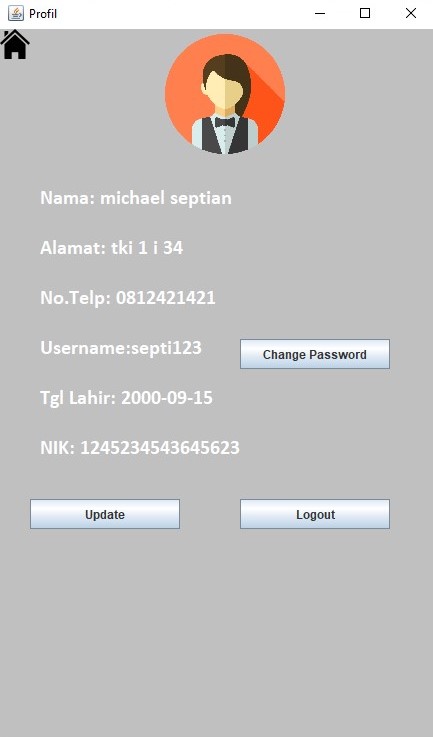 Profil
Nama: michael septian
Alamat: tki 1 i 34
No.Telp: 0812421421
Username:septi123
Change Password
Tgl Lahir: 2000-09-15
NIK: 1245234543645623
Update
Logout